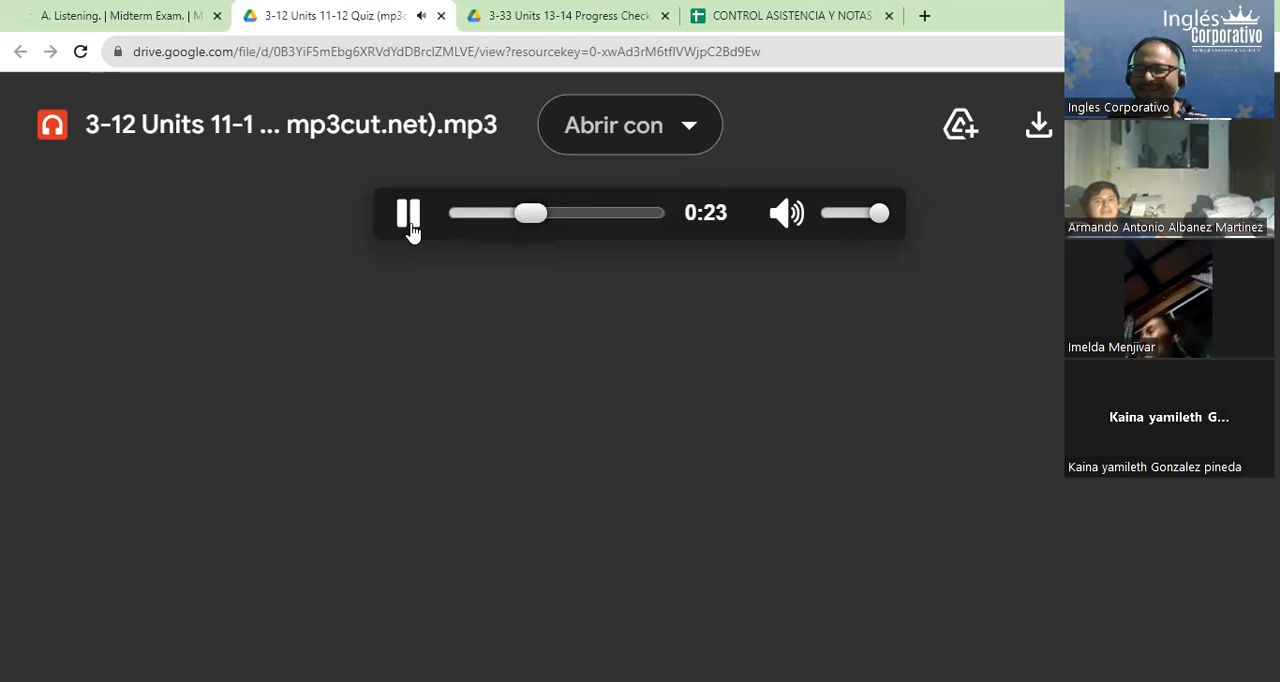 A. Listening. | Midterm Exam. | M
3-12 Units 11-12 Quiz (mp3c
3-33 Units 13-14 Progress Check
CONTROL ASISTENCIA Y NOTAS
drive.google.com/file/d/0B3YiF5mEbg6XRVdYdDBrclZMLVE/view?resourcekey=0-xwAd3rM6tflVWjpC2Bd9Ew
3-12 Units 11-1 ... mp3cut.net).mp3
Abrir con
0:23
Inglés
Corporativo
Ingles Corporativo
Armando Antonio Albanez Martinez
Imelda Menjivar
Kaina yamileth G...
Kaina yamileth Gonzalez pineda